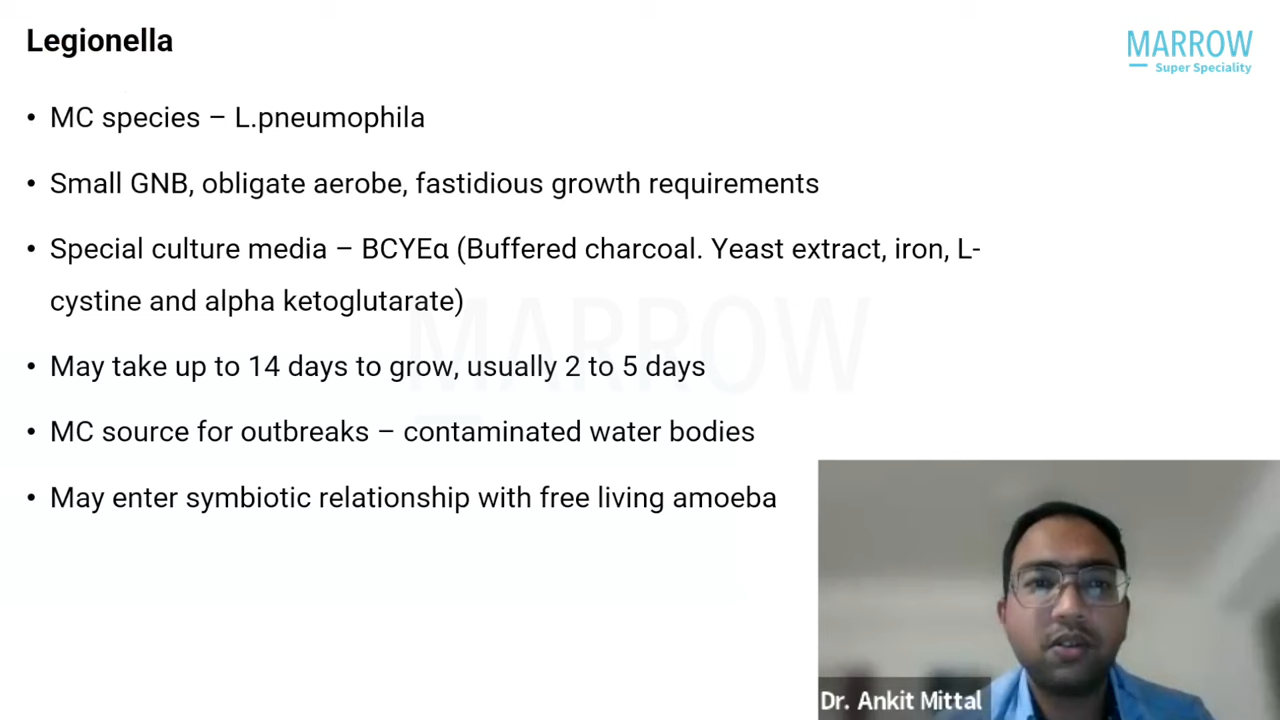 Legionella
MARROW
Super Speciality
• MC species – L.pneumophila
• Small GNB, obligate aerobe, fastidious growth requirements
• Special culture media – BCYEα (Buffered charcoal. Yeast extract, iron, L-
cystine and alpha ketoglutarate)
MARROW
• May take up to 14 days to grow, usually 2 to 5 days
• MC source for outbreaks – contaminated water bodies
• May enter symbiotic relationship with free living amoeba
Dr. Ankit Mittal